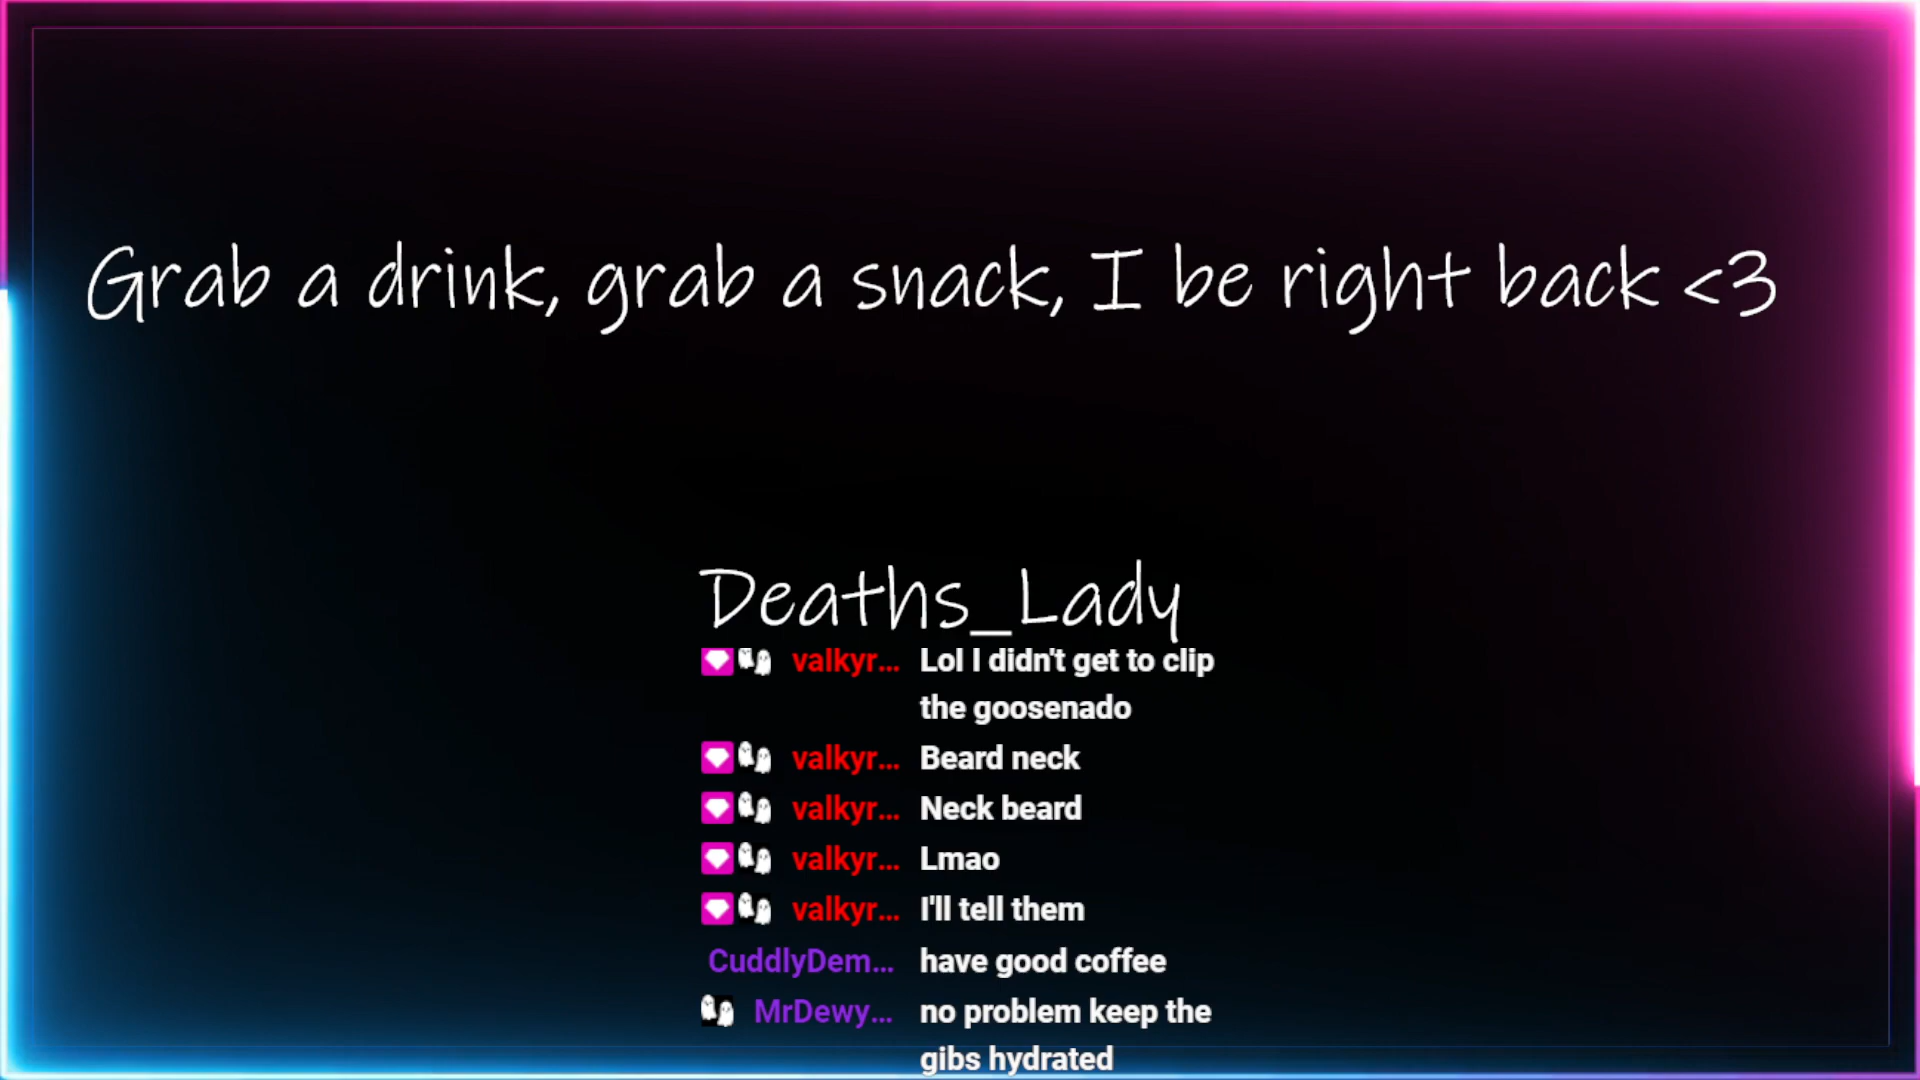 Grab a drink, grab a snack, I be right back <3
Deaths_Lady
valkyr... Lol I didn't get to clip
the goosenado
valkyr... Beard neck
valkyr... Neck beard
valkyr... Lmao
valkyr... I'll tell them
CuddlyDem... have good coffee
MrDewy... no problem keep the
gibs hydrated